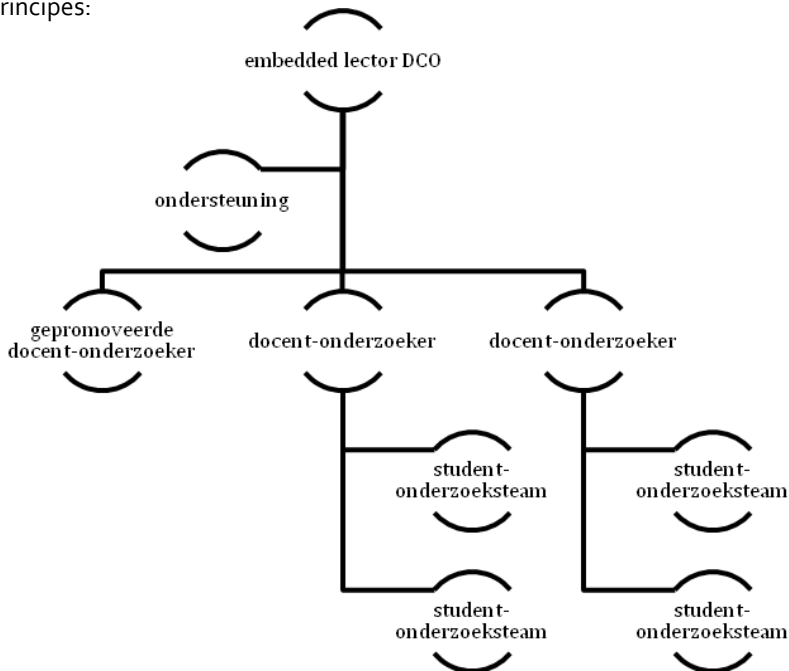 rincipes:
embedded lector DCO
ondersteuning
gepromoveerde
docent-onderzoeker
docent-onderzoeker
docent-onderzoeker
student-
onderzoeksteam
student-
onderzoeksteam
student-
onderzoeksteam
student-
onderzoeksteam